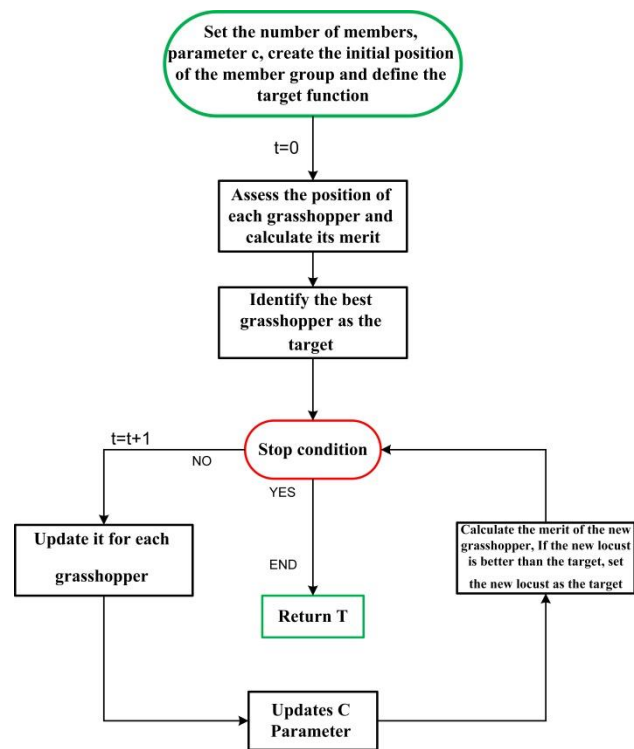 Set the number of members,
parameter c, create the initial position
of the member group and define the
target function
t=0
Assess the position of
each grasshopper and
calculate its merit
Identify the best
grasshopper as the
target
Stop condition
t=t+1
NO
YES
Update it for each
grasshopper
END
Return T
Calculate the merit of the new
grasshopper, If the new locust
is better than the target, set
the new locust as the target
Updates C
Parameter